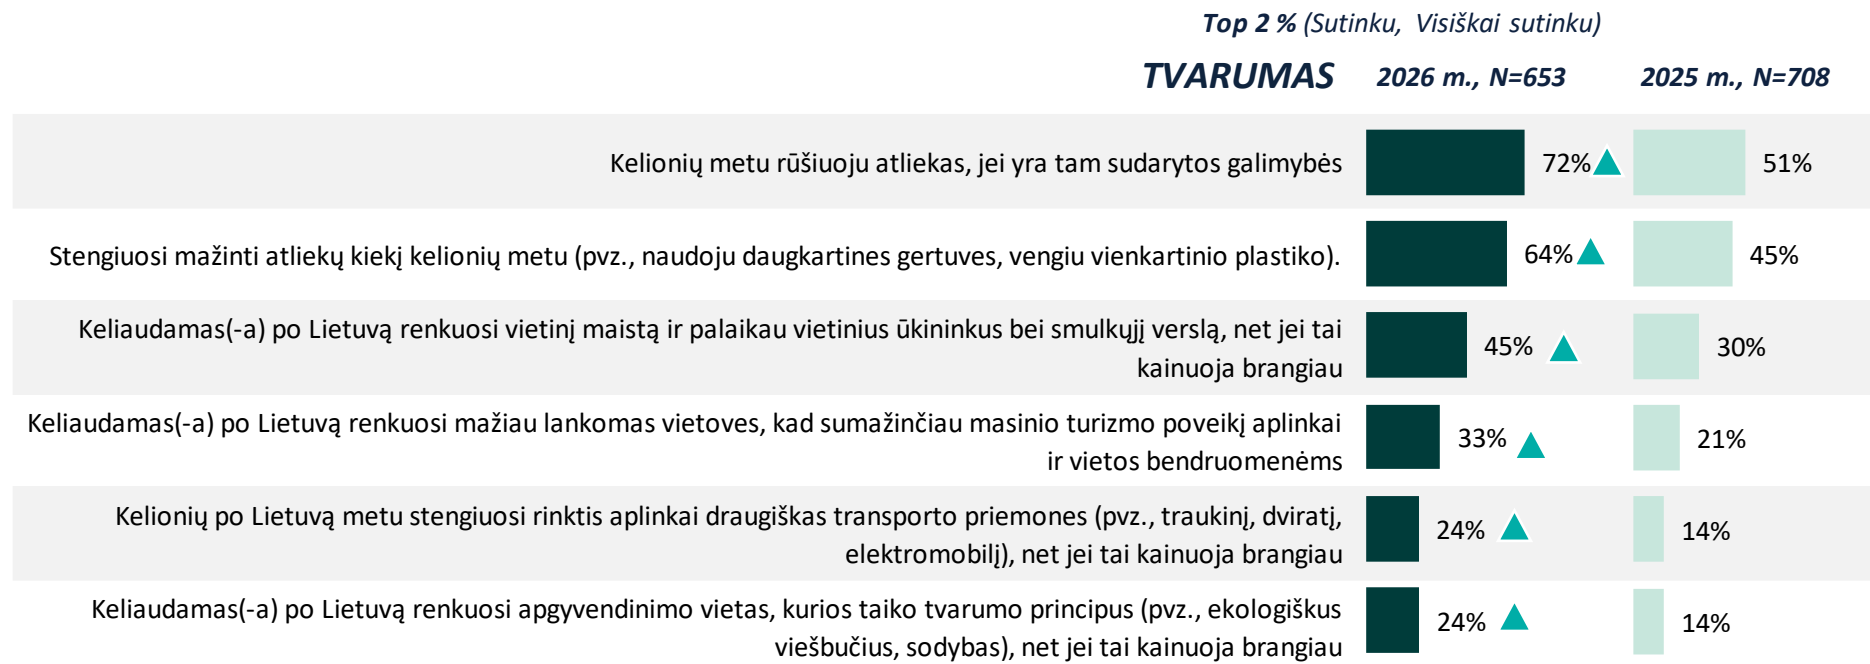 Top 2 % (Sutinku, Visiškai sutinku)
TVARUMAS 2026 m., N=653 2025 m., N=708
Kelionių metu rūšiuoju atliekas, jei yra tam sudarytos galimybės 72% 51%
Stengiuosi mažinti atliekų kiekį kelionių metu (pvz., naudoju daugkartines gertuves, vengiu vienkartinio plastiko). 64% 45%
Keliaudamas(-a) po Lietuvą renkuosi vietinį maistą ir palaikau vietinius ūkininkus bei smulkųjį verslą, net jei tai
kainuoja brangiau 45% 30%
Keliaudamas(-a) po Lietuvą renkuosi mažiau lankomas vietoves, kad sumažinčiau masinio turizmo poveikį aplinkai
ir vietos bendruomenėms 33% 21%
Kelionių po Lietuvą metu stengiuosi rinktis aplinkai draugiškas transporto priemones (pvz., traukinį, dviratį,
elektromobilį), net jei tai kainuoja brangiau 24% 14%
Keliaudamas(-a) po Lietuvą renkuosi apgyvendinimo vietas, kurios taiko tvarumo principus (pvz., ekologiškus
viešbučius, sodybas), net jei tai kainuoja brangiau 24% 14%